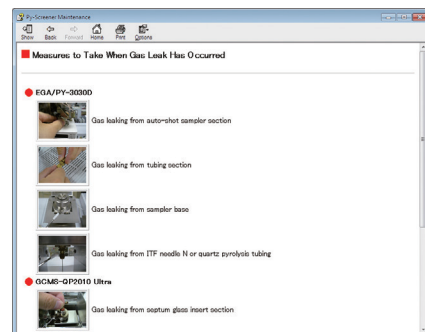 Py-Screener Maintenance
Show Back Forward Home Print Options
Measures to Take When Gas Leak Has Occurred
EGA/PY-3030D
Gas leaking from auto-shot sampler section
Gas leaking from tubing section
Gas leaking from sampler base
Gas leaking from ITF needle N or quartz pyrolysis tubing
GCMS-QP2010 Ultra
Gas leaking from septum glass insert section